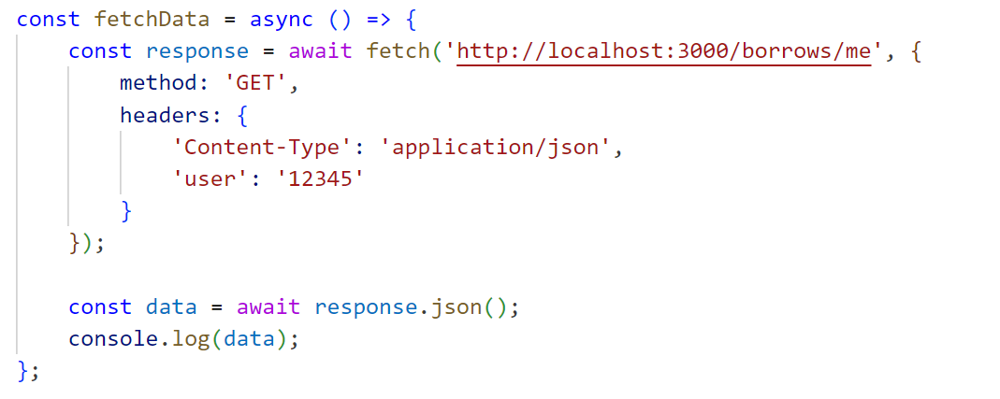 const fetchData = async () => {
    const response = await fetch('http://localhost:3000/borrows/me', {
        method: 'GET',
        headers: {
            'Content-Type': 'application/json',
            'user': '12345'
        }
    });

    const data = await response.json();
    console.log(data);
};